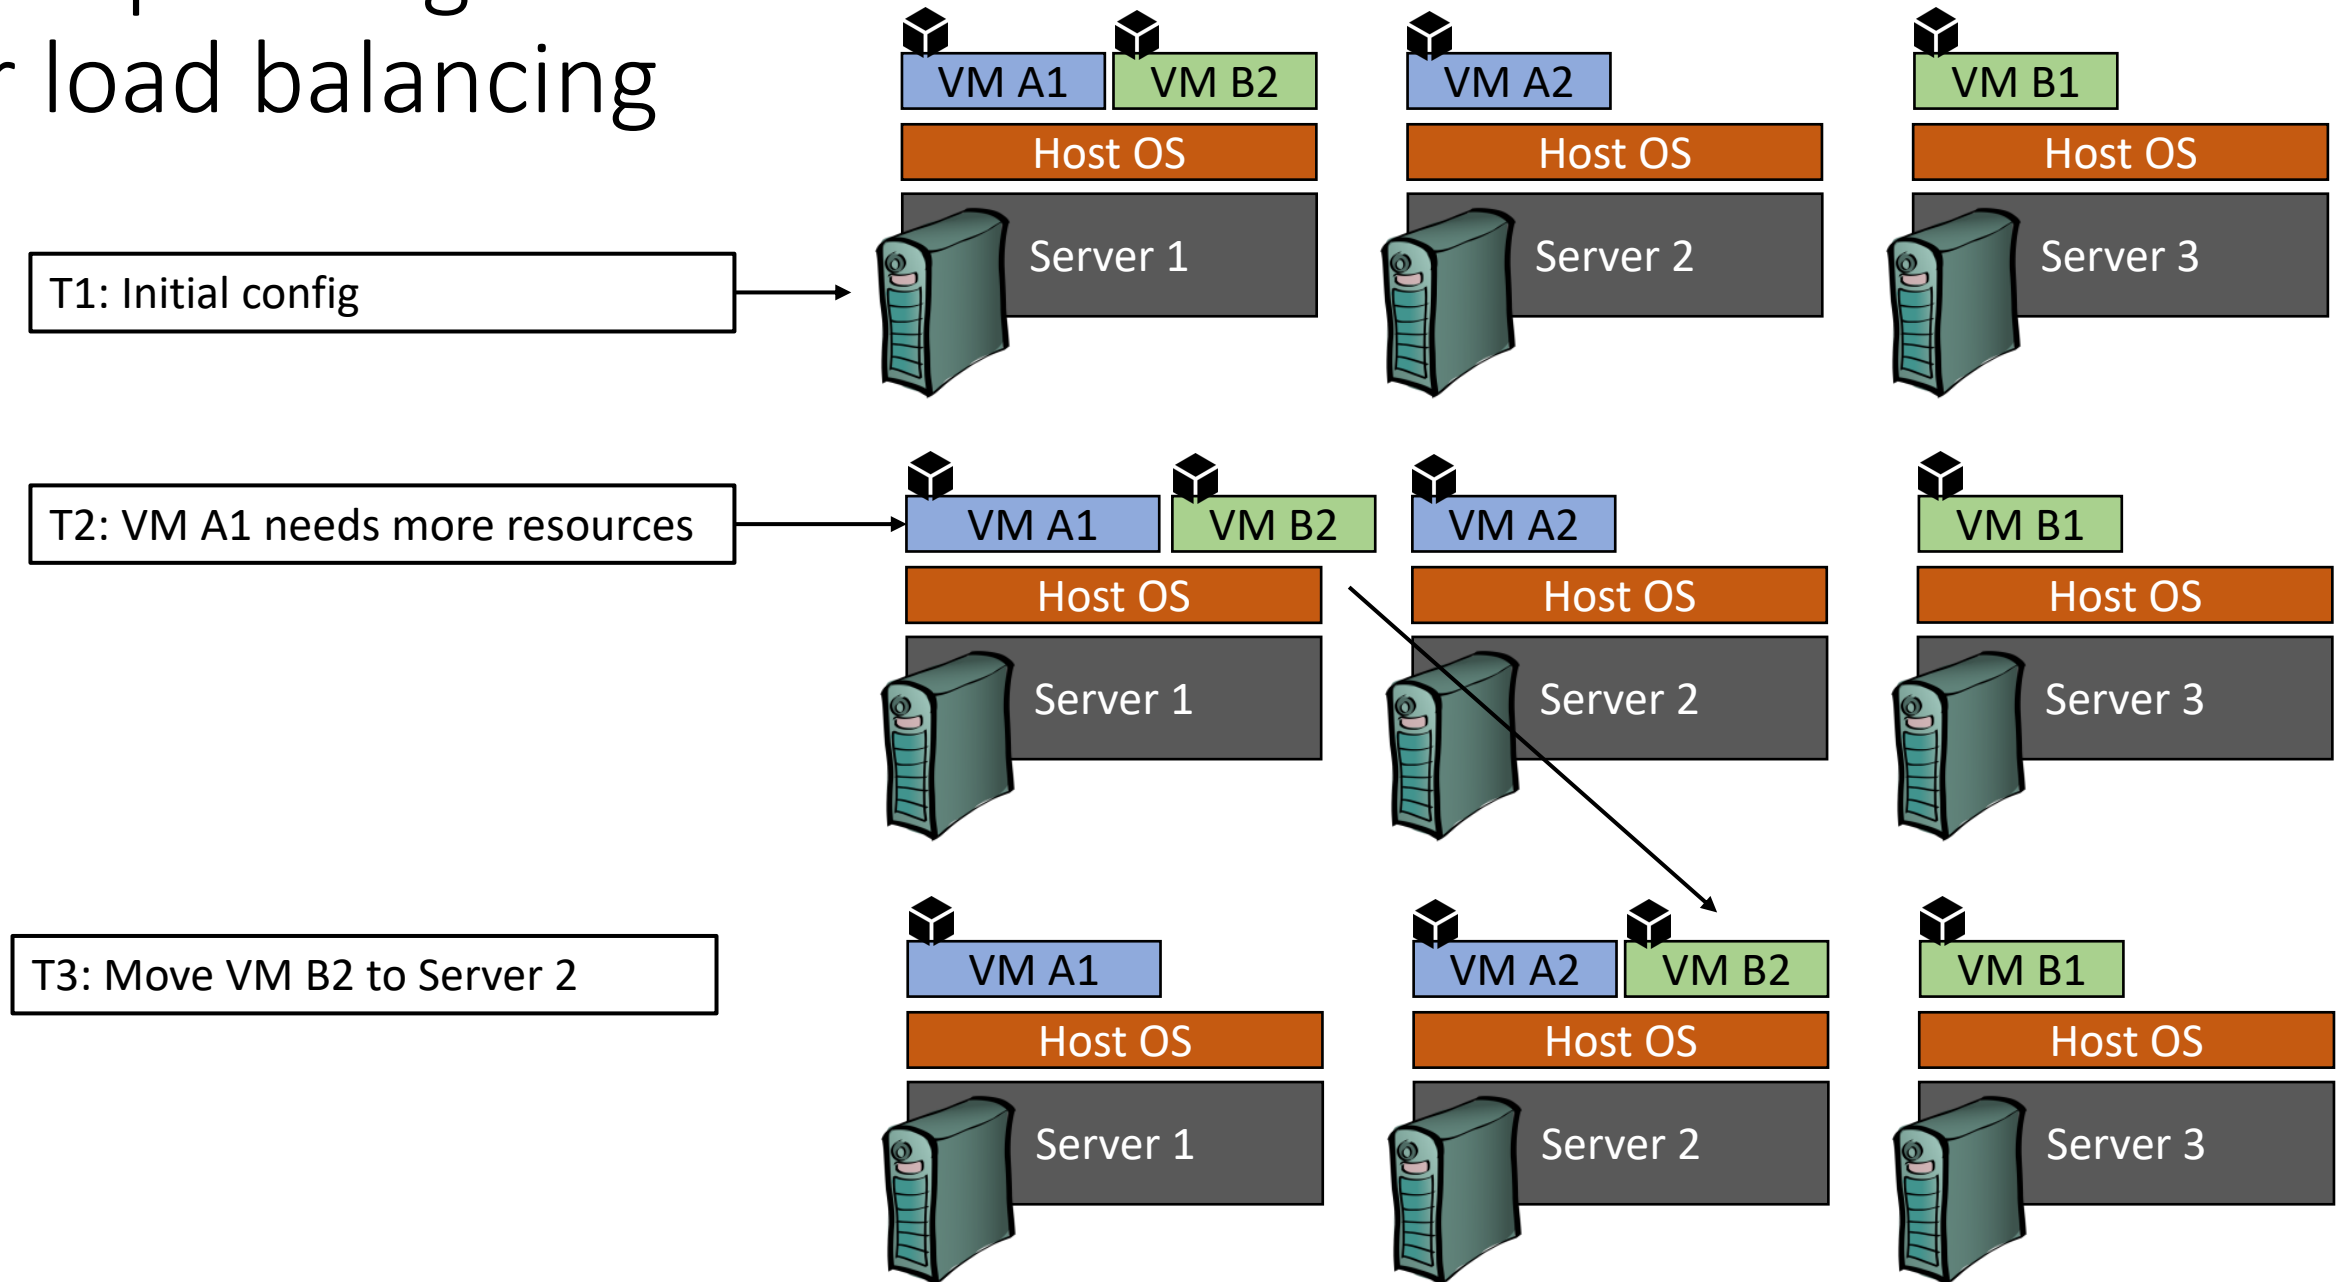 r load balancing
VM A1 VM B2 VM A2 VM B1
Host OS Host OS Host OS
Server 1 Server 2 Server 3
T1: Initial config
VM A1 VM B2 VM A2 VM B1
T2: VM A1 needs more resources
Host OS Host OS Host OS
Server 1 Server 2 Server 3
VM A1 VM A2 VM B2 VM B1
T3: Move VM B2 to Server 2
Host OS Host OS Host OS
Server 1 Server 2 Server 3